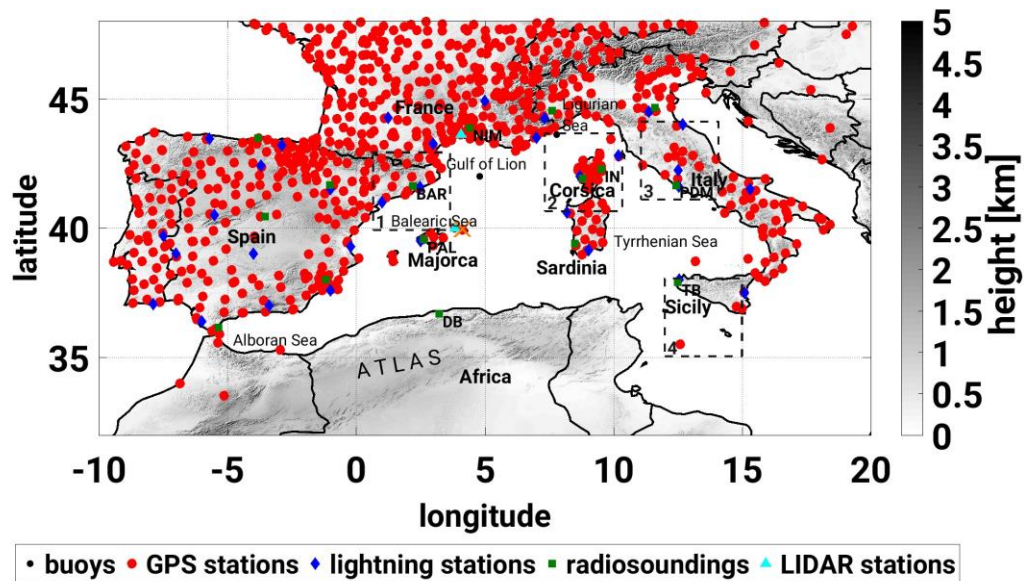 45
40
35
latitude
-10 -5 0 5 10 15 20
longitude
France
NIM
Ligurian
Sea
Gulf of Lion
BAR
1 Balearic Sea
Spain
PAL
Majorca
Corsica
2
Sardinia
Tyrrhenian Sea
Italy
3
PDM
TB
Sicily
4
DB
Alboran Sea
ATLAS
Africa
5
4.5
4
3.5
3
2.5
2
1.5
1
0.5
0
height [km]
buoys GPS stations lightning stations radiosoundings LIDAR stations